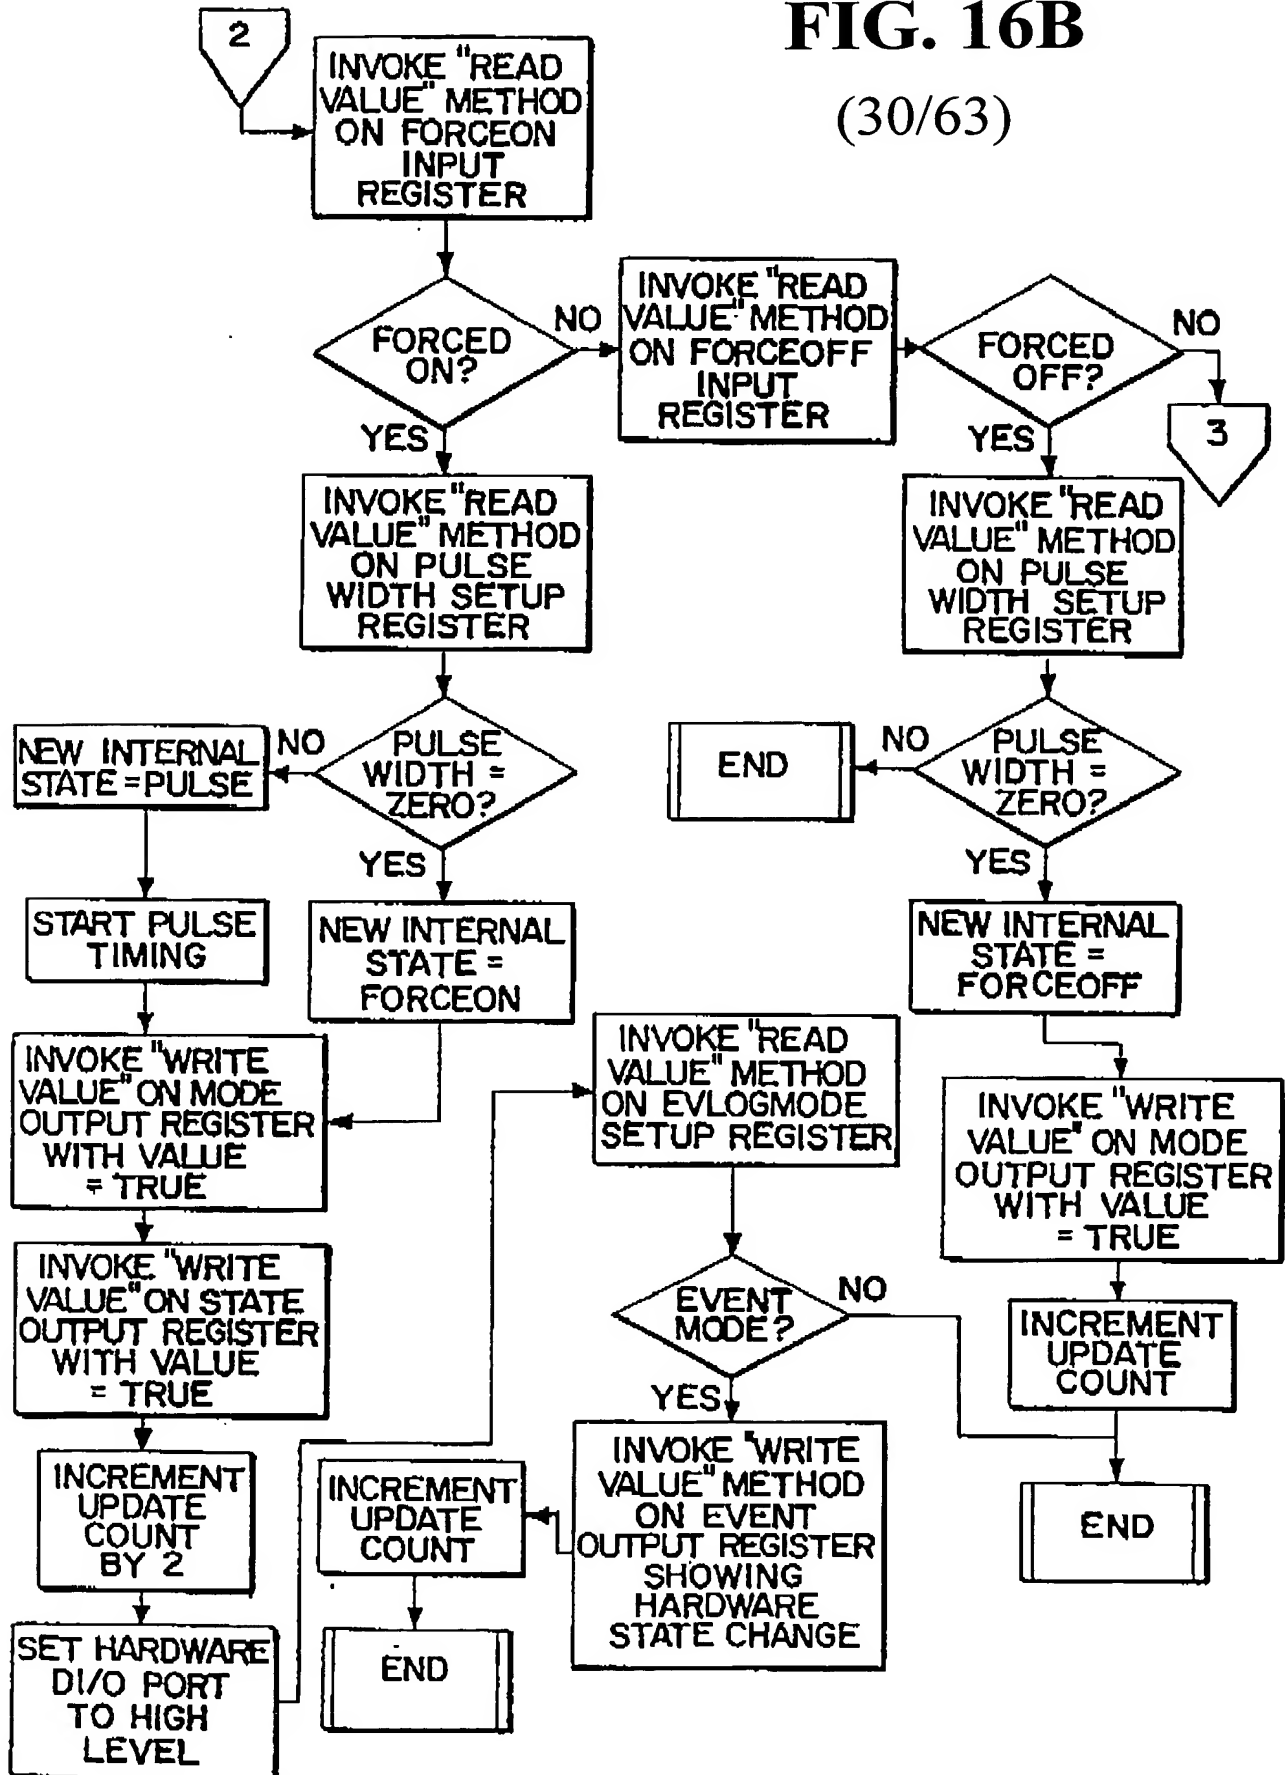 FIG. 16B
(30/63)
2
INVOKE "READ
VALUE" METHOD
ON FORCEON
INPUT
REGISTER
FORCED
ON?
NO
INVOKE "READ
VALUE" METHOD
ON FORCEOFF
INPUT
REGISTER
FORCED
OFF?
NO
3
YES
YES
INVOKE "READ
VALUE" METHOD
ON PULSE
WIDTH SETUP
REGISTER
INVOKE "READ
VALUE" METHOD
ON PULSE
WIDTH SETUP
REGISTER
NEW INTERNAL
STATE = PULSE
NO
PULSE
WIDTH =
ZERO?
END
NO
PULSE
WIDTH =
ZERO?
YES
YES
START PULSE
TIMING
NEW INTERNAL
STATE =
FORCEON
NEW INTERNAL
STATE =
FORCEOFF
INVOKE "WRITE
VALUE" ON MODE
OUTPUT REGISTER
WITH VALUE
= TRUE
INVOKE "READ
VALUE" METHOD
ON EVLOGMODE
SETUP REGISTER
INVOKE "WRITE
VALUE" ON MODE
OUTPUT REGISTER
WITH VALUE
= TRUE
INVOKE "WRITE
VALUE" ON STATE
OUTPUT REGISTER
WITH VALUE
= TRUE
EVENT
MODE?
NO
INCREMENT
UPDATE
COUNT
YES
INCREMENT
UPDATE
COUNT
BY 2
INCREMENT
UPDATE
COUNT
INVOKE "WRITE
VALUE" METHOD
ON EVENT
OUTPUT REGISTER
SHOWING
HARDWARE
STATE CHANGE
END
SET HARDWARE
DI/O PORT
TO HIGH
LEVEL
END